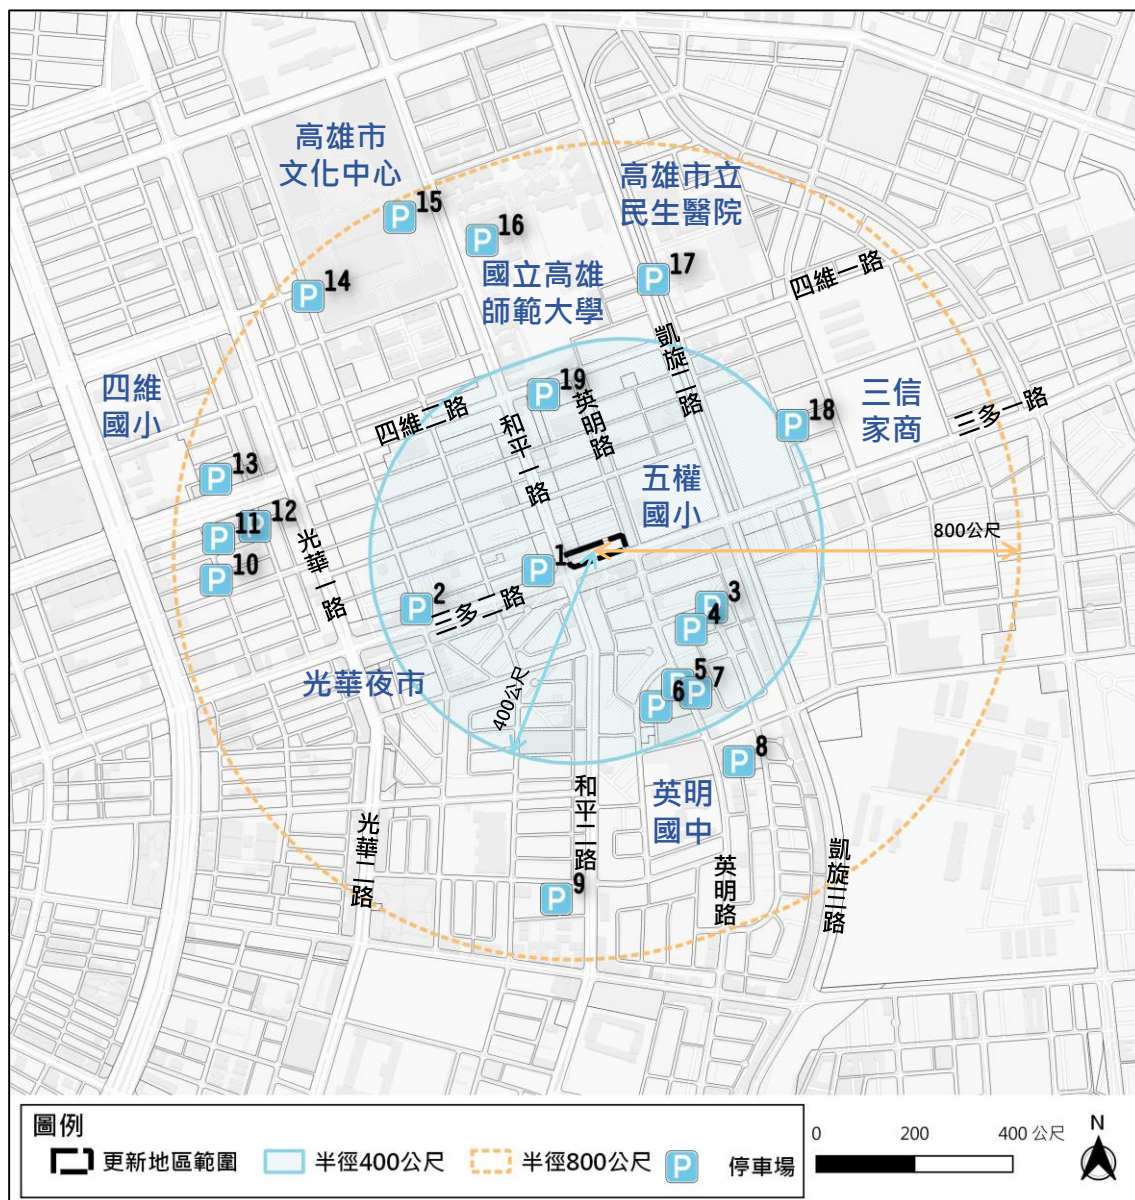 高雄市
文化中心
高雄市立
民生醫院
P 15
P 16
國立高雄
師範大學
P 17
四維一路
P 14
凱旋二路
四維
國小
四維二路
P 19
英明路
和平一路
三信
家商
P 18
三多一路
P 13
五權
國小
P 12
P 11
光華一路
800公尺
P 10
P 1
P 2
三多二路
P 3
P 4
光華夜市
400公尺
P 5
P 6
P 7
P 8
英明
國中
和平二路
光華二路
英明路
凱旋三路
P 9
圖例
更新地區範圍
半徑400公尺
半徑800公尺
P 停車場
0 200 400 公尺
N